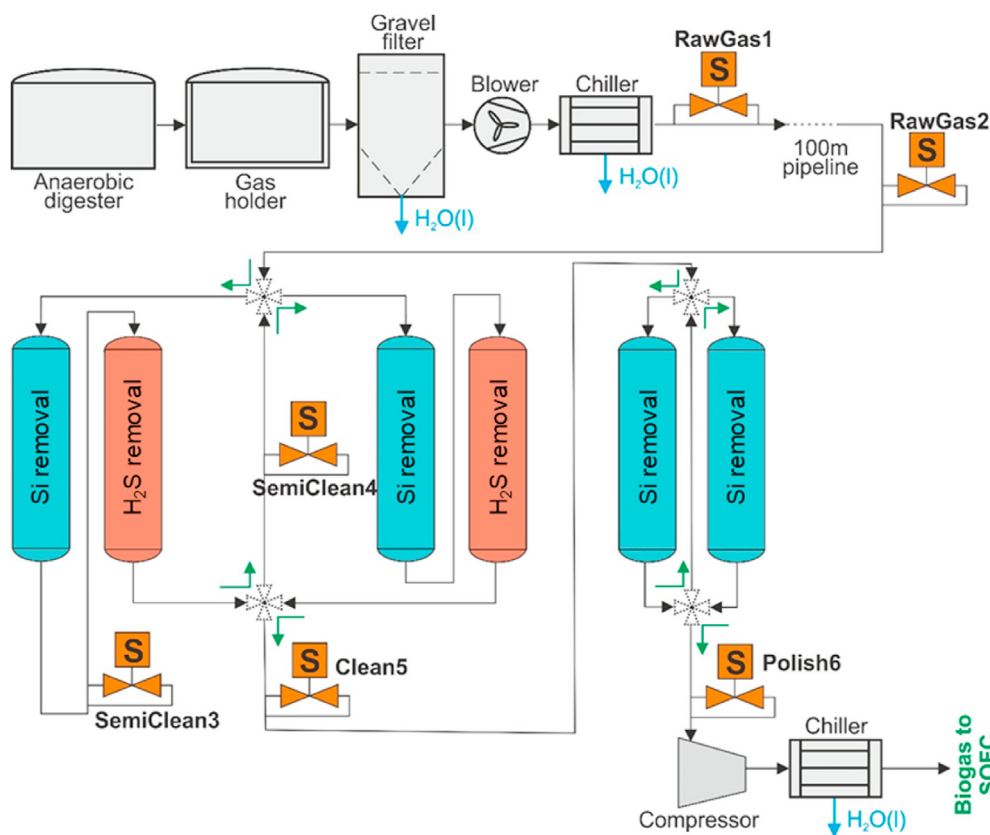 Gravel
filter
RawGas1
S
Blower
Chiller
RawGas2
S
100m
pipeline
Anaerobic
digester
Gas
holder
H₂O(l)
H₂O(l)
Si removal
H₂S removal
S
SemiClean4
Si removal
H₂S removal
Si removal
Si removal
S
SemiClean3
S
Clean5
S
Polish6
Chiller
Compressor
H₂O(l)
Biogas to
SOFC